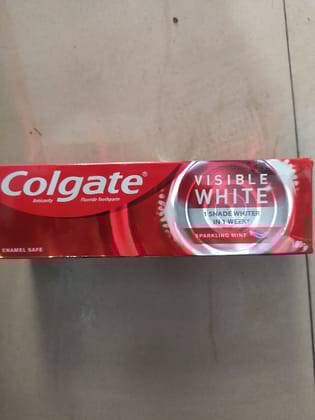 Colgate®
Anticavity Fluoride Toothpaste
VISIBLE
WHITE
1 SHADE WHITER
IN 1 WEEK*
SPARKLING MINT
ENAMEL SAFE